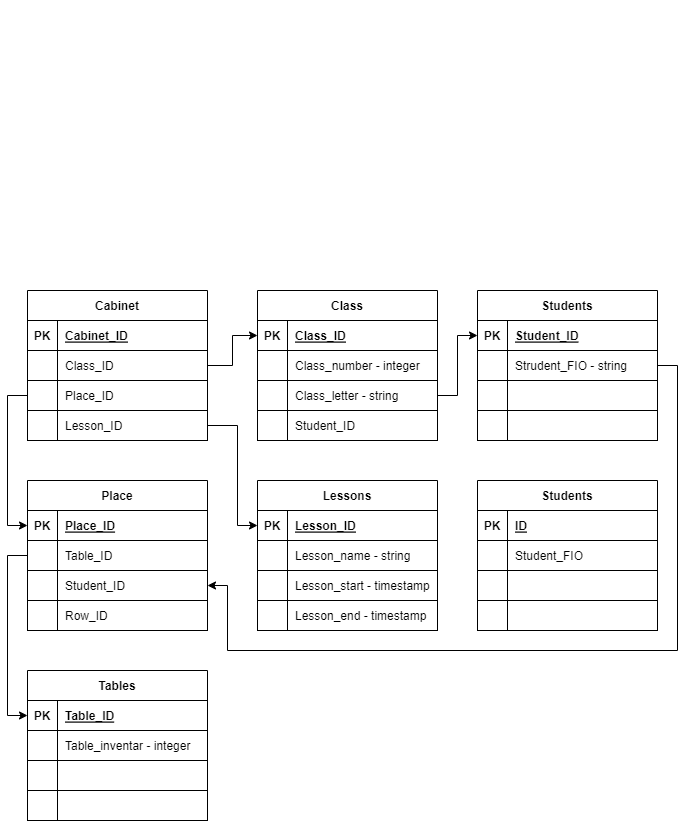 Cabinet
PK Cabinet_ID
Class_ID
Place_ID
Lesson_ID
Class
PK Class_ID
Class_number - integer
Class_letter - string
Student_ID
Students
PK Student_ID
Strudent_FIO - string
Place
PK Place_ID
Table_ID
Student_ID
Row_ID
Lessons
PK Lesson_ID
Lesson_name - string
Lesson_start - timestamp
Lesson_end - timestamp
Students
PK ID
Student_FIO
Tables
PK Table_ID
Table_inventar - integer